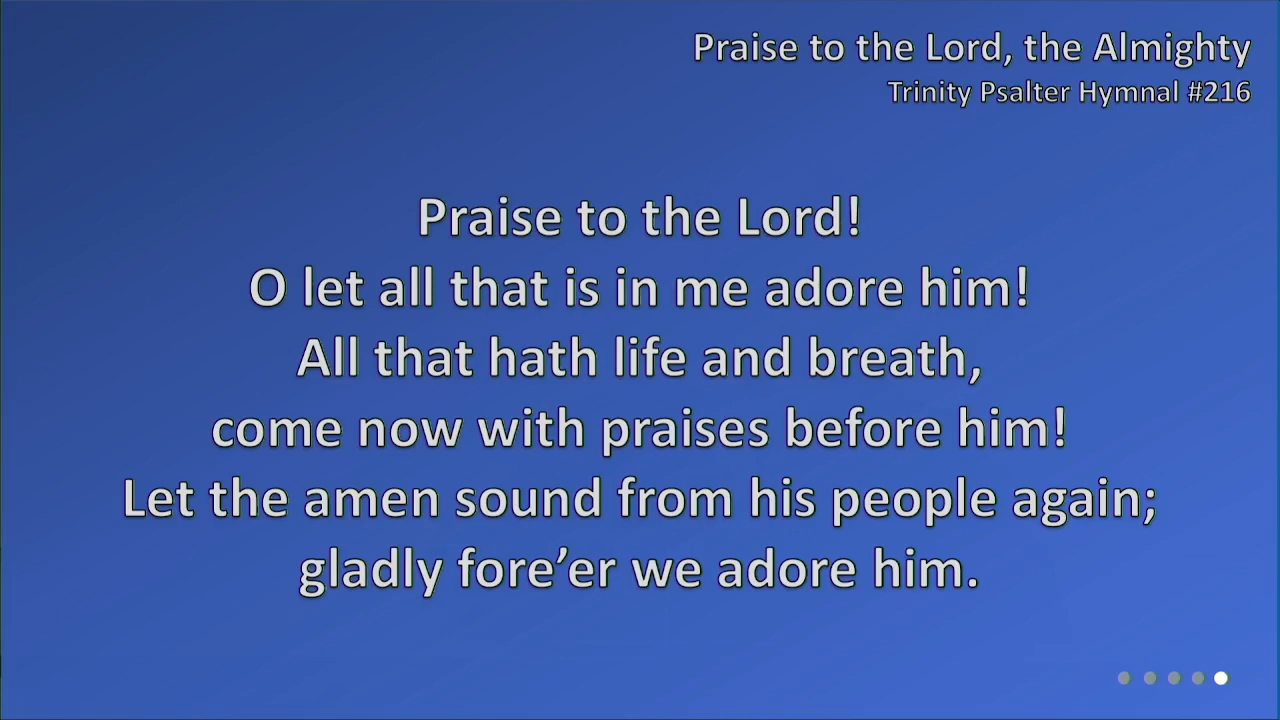 Praise to the Lord, the Almighty
Trinity Psalter Hymnal #216
Praise to the Lord!
O let all that is in me adore him!
All that hath life and breath,
come now with praises before him!
Let the amen sound from his people again;
gladly fore’er we adore him.